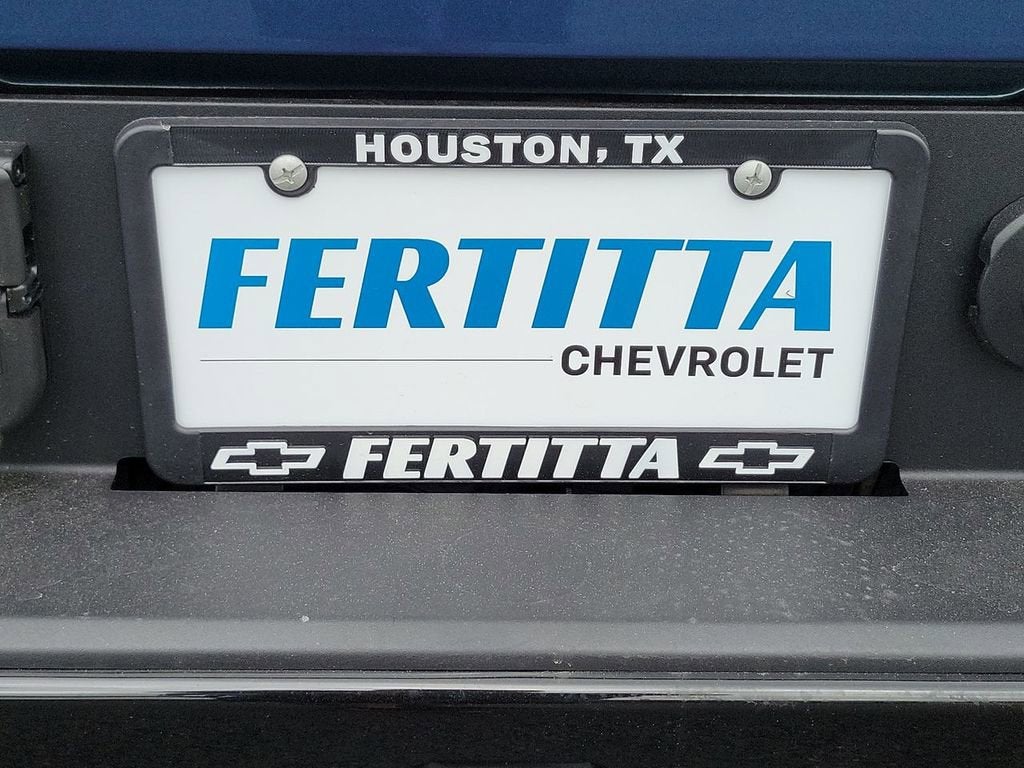 HOUSTON, TX
FERTITTA
CHEVROLET
FERTITTA